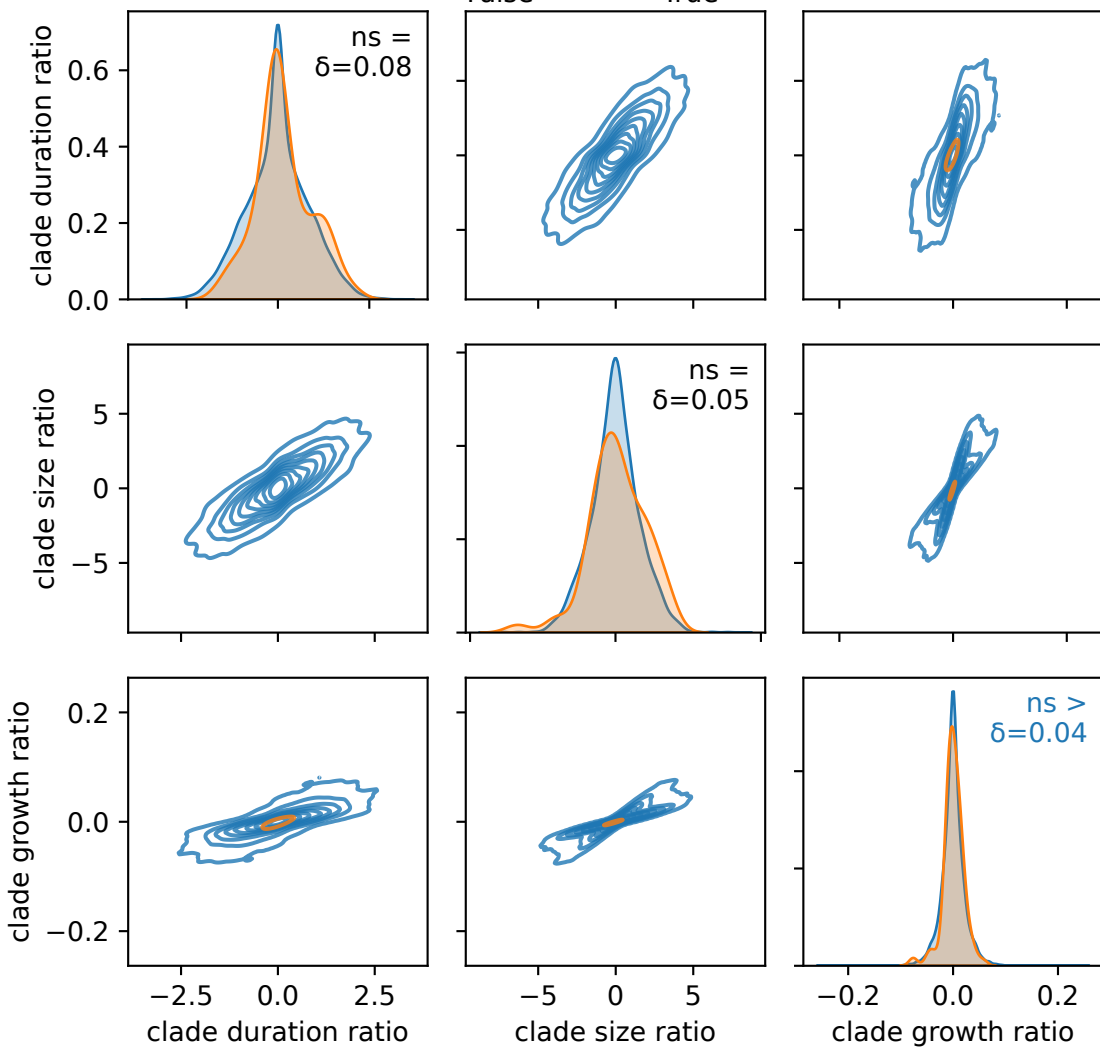 clade duration ratio
0.6
0.4
0.2
0.0
ns =
δ=0.08
clade size ratio
5
0
−5
ns =
δ=0.05
clade growth ratio
0.2
0.0
−0.2
ns >
δ=0.04
−2.5 0.0 2.5
clade duration ratio
−5 0 5
clade size ratio
−0.2 0.0 0.2
clade growth ratio